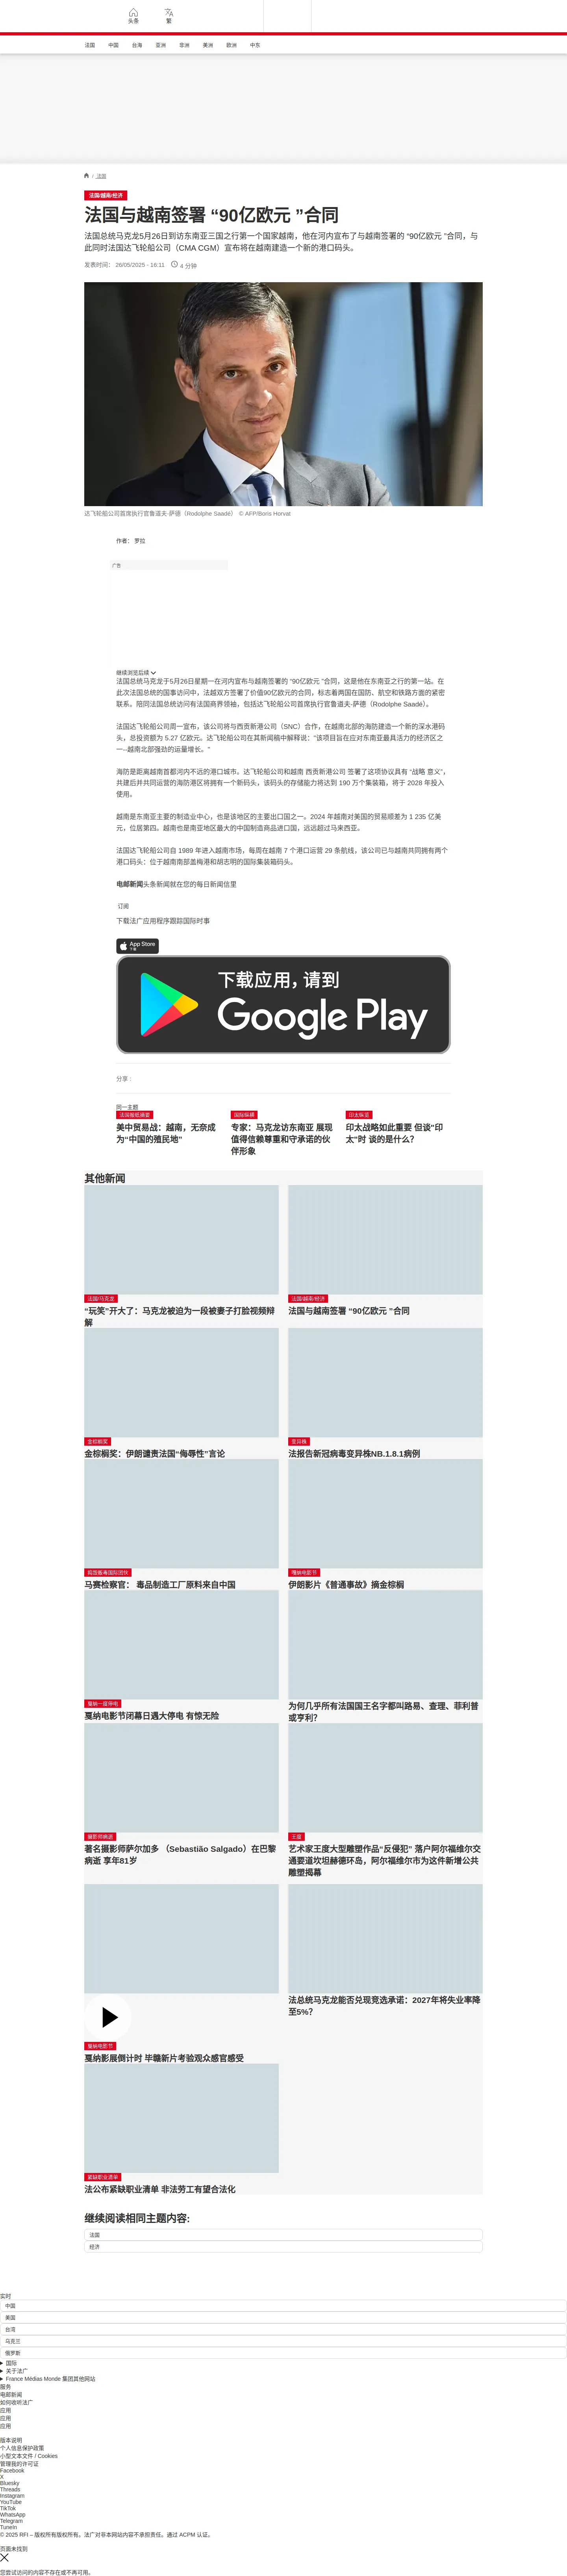 头条
繁
法国
中国
台海
亚洲
非洲
美洲
欧洲
中东
/ 法国
法国/越南/经济
法国与越南签署 “90亿欧元 ”合同
法国总统马克龙5月26日到访东南亚三国之行第一个国家越南，他在河内宣布了与越南签署的 “90亿欧元 ”合同，与
此同时法国达飞轮船公司（CMA CGM）宣布将在越南建造一个新的港口码头。
发表时间： 26/05/2025 - 16:11
4 分钟
达飞轮船公司首席执行官鲁道夫·萨德（Rodolphe Saadé） © AFP/Boris Horvat
作者： 罗拉
广告
继续浏览后续
法国总统马克龙于5月26日星期一在河内宣布与越南签署的 “90亿欧元 ”合同，这是他在东南亚之行的第一站。在
此次法国总统的国事访问中，法越双方签署了价值90亿欧元的合同，标志着两国在国防、航空和铁路方面的紧密
联系。陪同法国总统访问有法国商界领袖，包括达飞轮船公司首席执行官鲁道夫·萨德（Rodolphe Saadé）。
法国达飞轮船公司周一宣布，该公司将与西贡新港公司（SNC）合作，在越南北部的海防建造一个新的深水港码
头，总投资额为 5.27 亿欧元。达飞轮船公司在其新闻稿中解释说：“该项目旨在应对东南亚最具活力的经济区之
一--越南北部强劲的运量增长。"
海防是距离越南首都河内不远的港口城市。达飞轮船公司和越南 西贡新港公司 签署了这项协议具有 “战略 意义”，
共建后并共同运营的海防港区将拥有一个新码头，该码头的存储能力将达到 190 万个集装箱，将于 2028 年投入
使用。
越南是东南亚主要的制造业中心，也是该地区的主要出口国之一。2024 年越南对美国的贸易顺差为 1 235 亿美
元，位居第四。越南也是南亚地区最大的中国制造商品进口国，远远超过马来西亚。
法国达飞轮船公司自 1989 年进入越南市场，每周在越南 7 个港口运营 29 条航线，该公司已与越南共同拥有两个
港口码头：位于越南南部盖梅港和胡志明的国际集装箱码头。
电邮新闻头条新闻就在您的每日新闻信里
订阅
下载法广应用程序跟踪国际时事
App Store
下载
下载应用，请到
Google Play
分享 :
同一主题
法国报纸摘要
美中贸易战：越南，无奈成
为“中国的殖民地”
国际纵横
专家：马克龙访东南亚 展现
值得信赖尊重和守承诺的伙
伴形象
印太纵览
印太战略如此重要 但谈"印
太"时 谈的是什么？
其他新闻
法国/马克龙
“玩笑”开大了：马克龙被迫为一段被妻子打脸视频辩
解
法国/越南/经济
法国与越南签署 “90亿欧元 ”合同
金棕榈奖
金棕榈奖：伊朗谴责法国“侮辱性”言论
变异株
法报告新冠病毒变异株NB.1.8.1病例
捣毁贩毒国际团伙
马赛检察官： 毒品制造工厂原料来自中国
嘎纳电影节
伊朗影片《普通事故》摘金棕榈
戛纳一度停电
戛纳电影节闭幕日遇大停电 有惊无险
为何几乎所有法国国王名字都叫路易、查理、菲利普
或亨利？
摄影师病逝
著名摄影师萨尔加多 （Sebastião Salgado）在巴黎
病逝 享年81岁
王度
艺术家王度大型雕塑作品“反侵犯” 落户阿尔福维尔交
通要道坎坦赫德环岛，阿尔福维尔市为这件新增公共
雕塑揭幕
戛纳电影节
戛纳影展倒计时 毕赣新片考验观众感官感受
法总统马克龙能否兑现竞选承诺：2027年将失业率降
至5%？
紧缺职业清单
法公布紧缺职业清单 非法劳工有望合法化
继续阅读相同主题内容:
法国
经济
实时
中国
美国
台湾
乌克兰
俄罗斯
国际
关于法广
France Médias Monde 集团其他网站
服务
电邮新闻
如何收听法广
应用
应用
应用
版本说明
个人信息保护政策
小型文本文件 / Cookies
管理我的许可证
Facebook
X
Bluesky
Threads
Instagram
YouTube
TikTok
WhatsApp
Telegram
TuneIn
© 2025 RFI – 版权所有版权所有。法广对非本网站内容不承担责任。通过 ACPM 认证。
页面未找到
您尝试访问的内容不存在或不再可用。